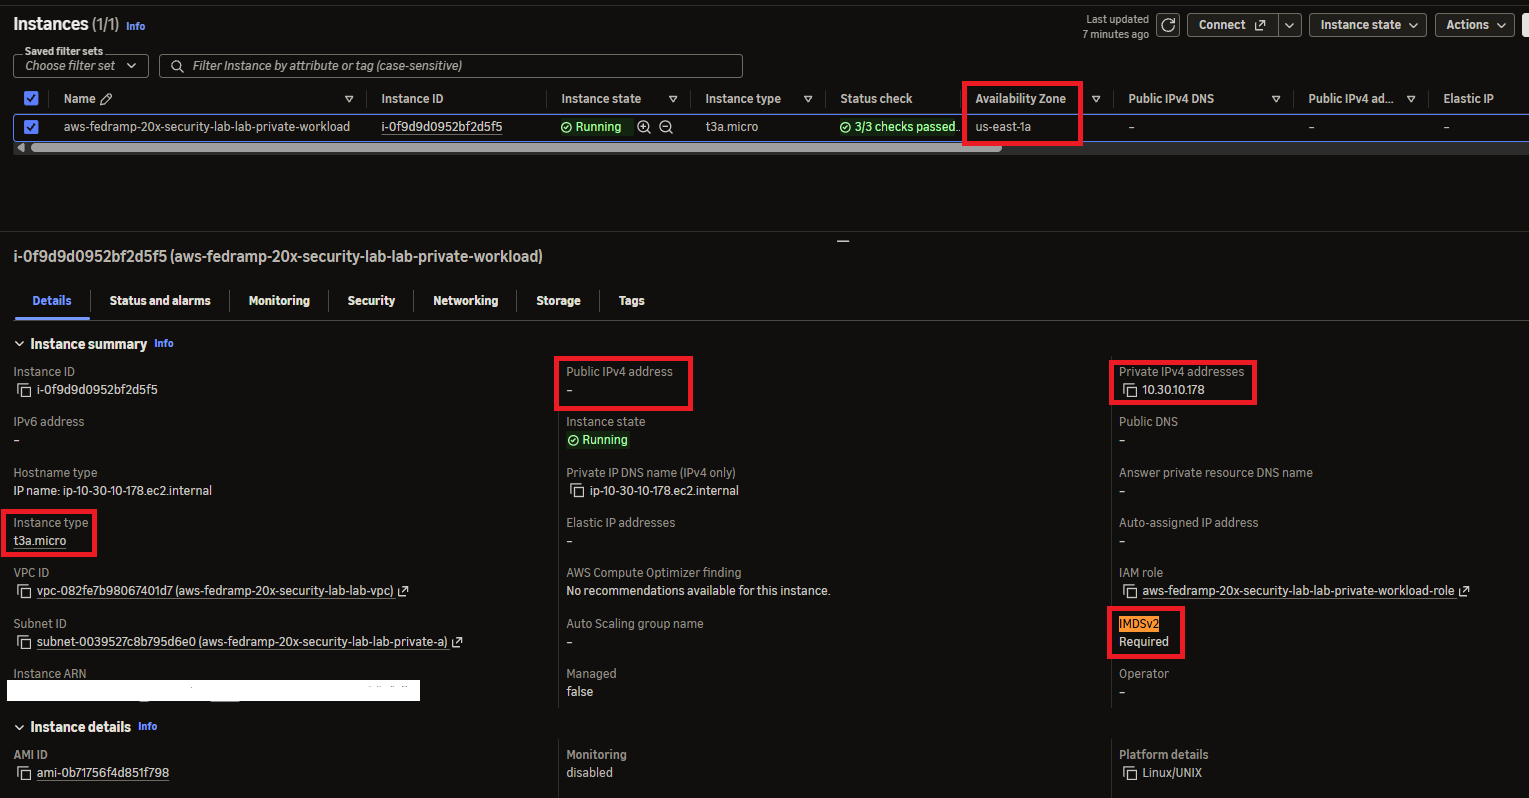 Instances (1/1) Info
Last updated
7 minutes ago
Connect
Instance state
Actions
Saved filter sets
Choose filter set
Filter Instance by attribute or tag (case-sensitive)
Name Instance ID Instance state Instance type Status check Availability Zone Public IPv4 DNS Public IPv4 ad... Elastic IP
aws-fedramp-20x-security-lab-lab-private-workload i-0f9d9d0952bf2d5f5 Running t3a.micro 3/3 checks passed.. us-east-1a – – –
i-0f9d9d0952bf2d5f5 (aws-fedramp-20x-security-lab-lab-private-workload)
Details Status and alarms Monitoring Security Networking Storage Tags
Instance summary Info
Instance ID Public IPv4 address Private IPv4 addresses
i-0f9d9d0952bf2d5f5 – 10.30.10.178
IPv6 address Instance state Public DNS
– Running –
Hostname type Private IP DNS name (IPv4 only) Answer private resource DNS name
IP name: ip-10-30-10-178.ec2.internal ip-10-30-10-178.ec2.internal –
Instance type Elastic IP addresses Auto-assigned IP address
t3a.micro – –
VPC ID AWS Compute Optimizer finding IAM role
vpc-082fe7b98067401d7 (aws-fedramp-20x-security-lab-lab-vpc) No recommendations available for this instance. aws-fedramp-20x-security-lab-lab-private-workload-role
Subnet ID Auto Scaling group name IMDSv2
subnet-0039527c8b795d6e0 (aws-fedramp-20x-security-lab-lab-private-a) – Required
Instance ARN Managed Operator
false –
Instance details Info
AMI ID Monitoring Platform details
ami-0b71756f4d851f798 disabled Linux/UNIX